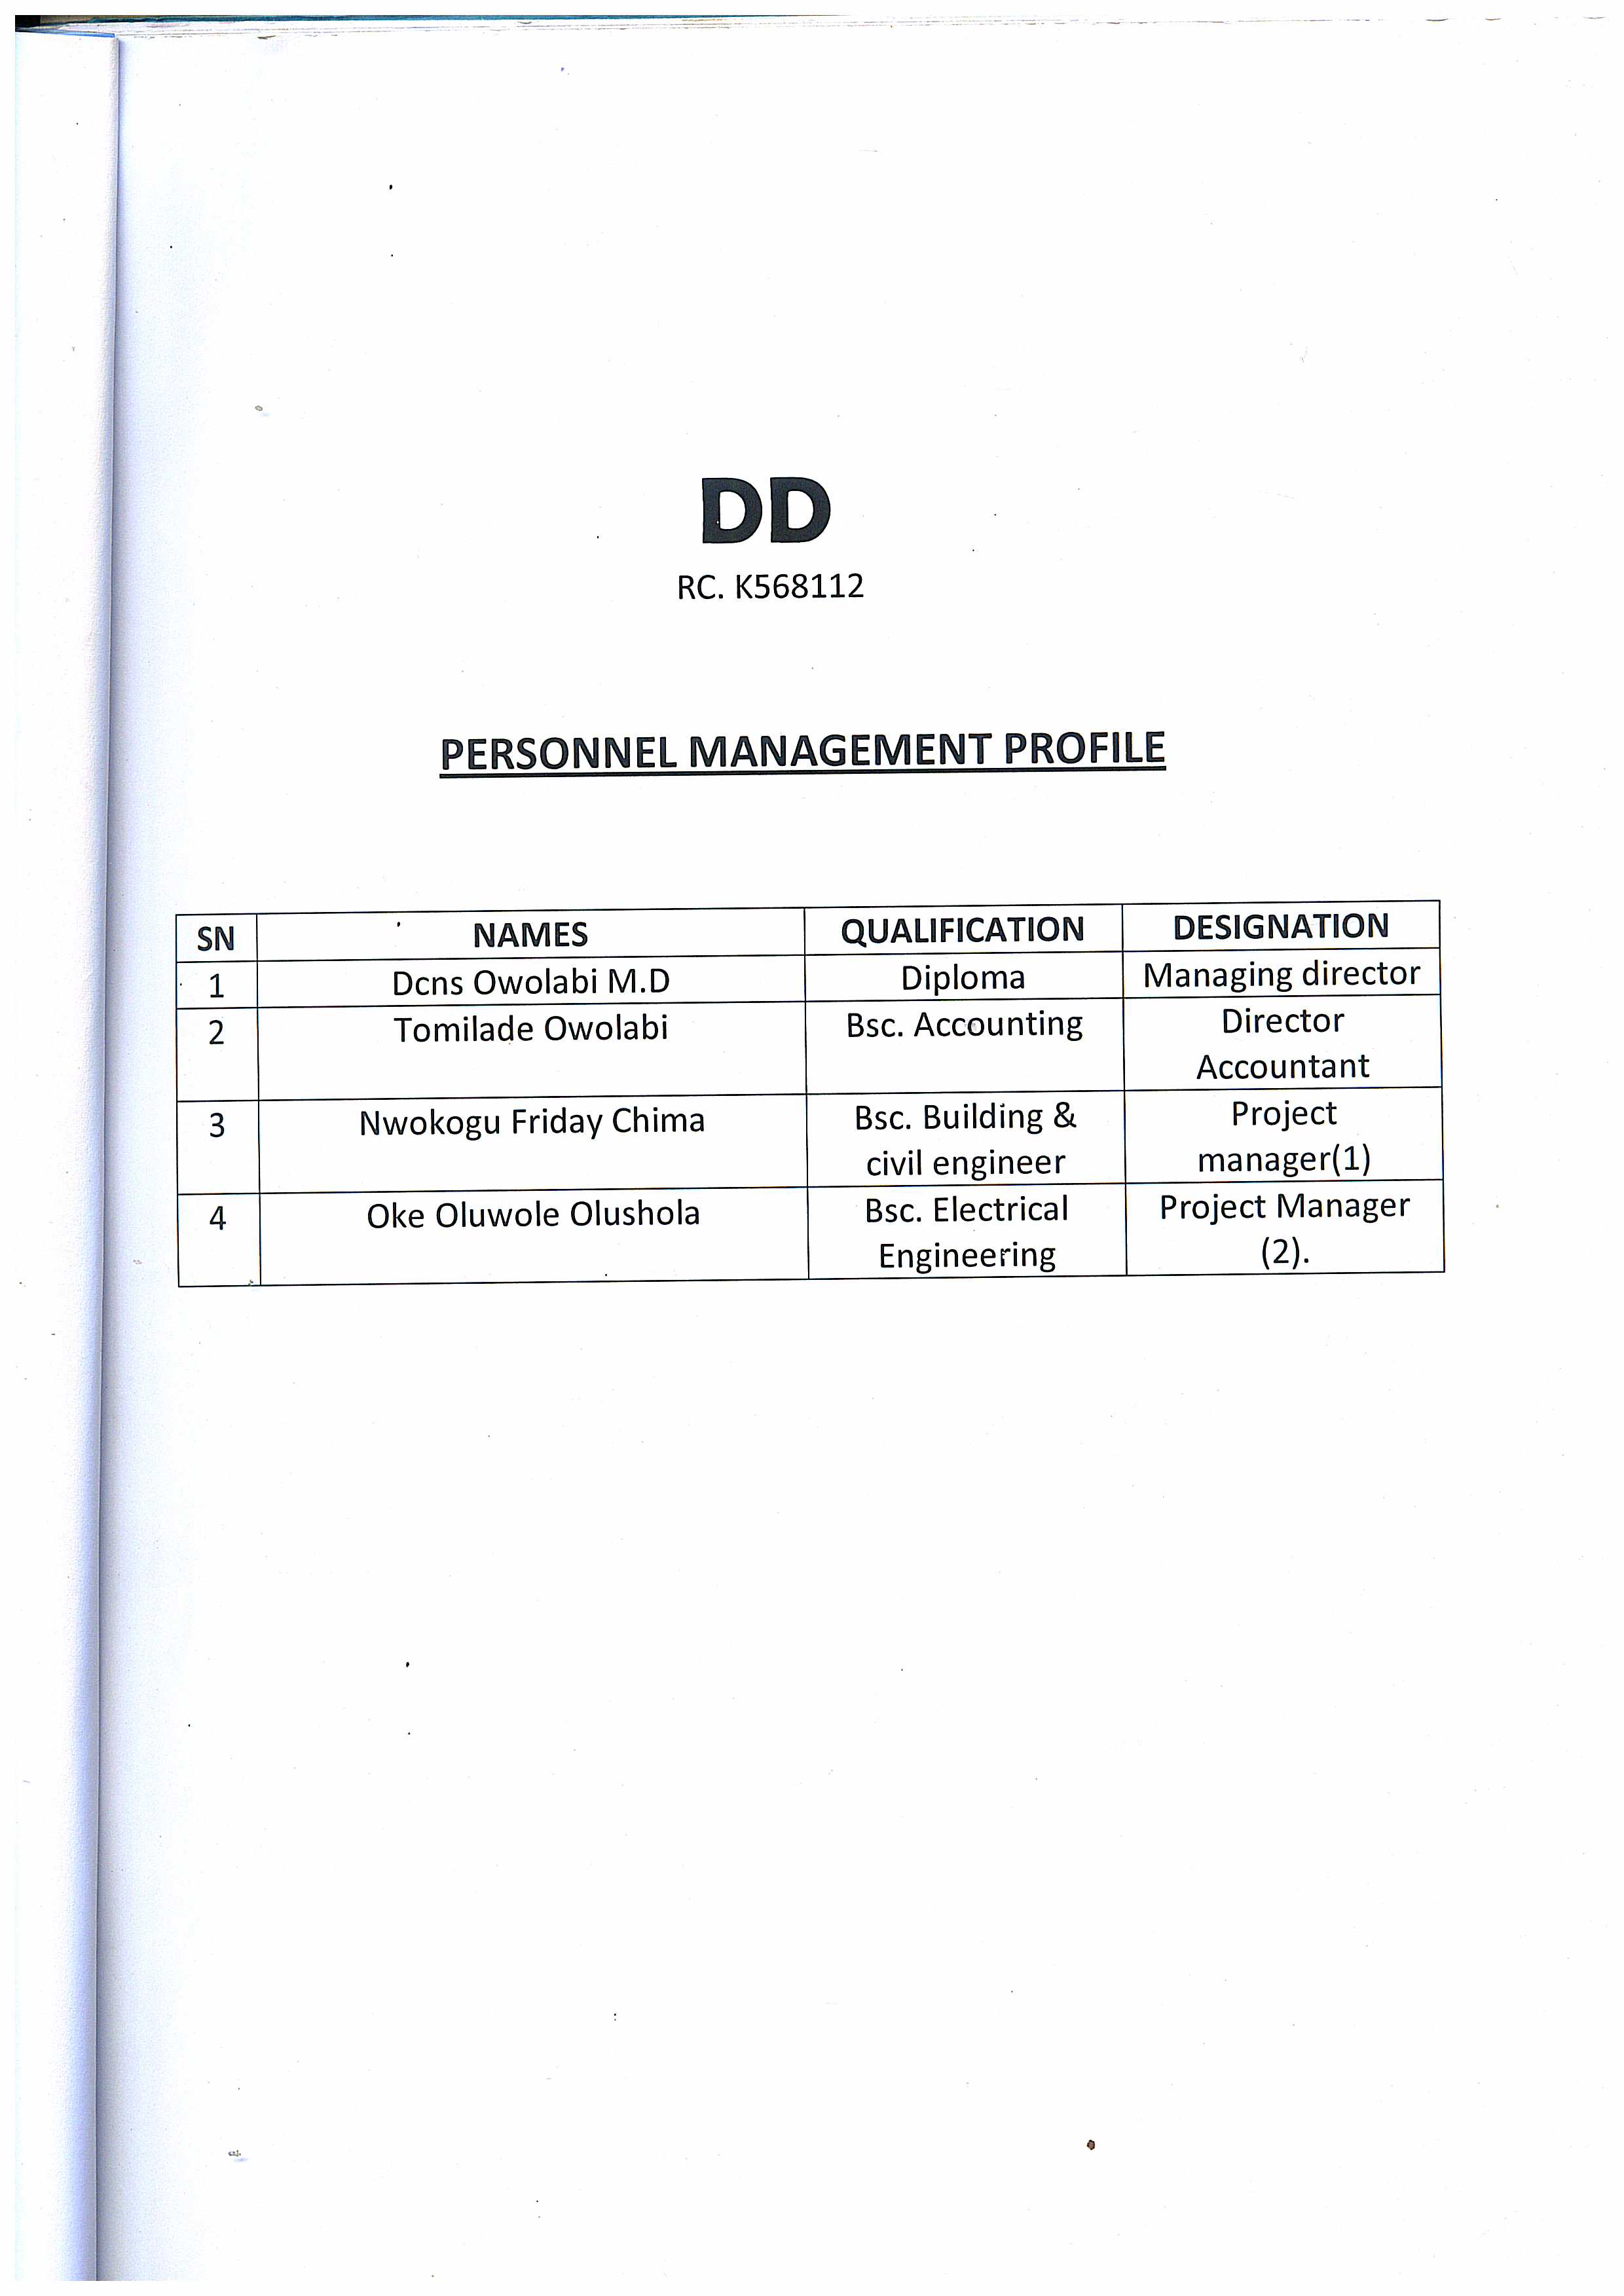 DD
RC. K568112
PERSONNEL MANAGEMENT PROFILE
SN NAMES QUALIFICATION DESIGNATION
1 Dcns Owolabi M.D Diploma Managing director
2 Tomilade Owolabi Bsc. Accounting Director
Accountant
3 Nwokogu Friday Chima Bsc. Building & Project
civil engineer manager(1)
4 Oke Oluwole Olushola Bsc. Electrical Project Manager
Engineering (2).